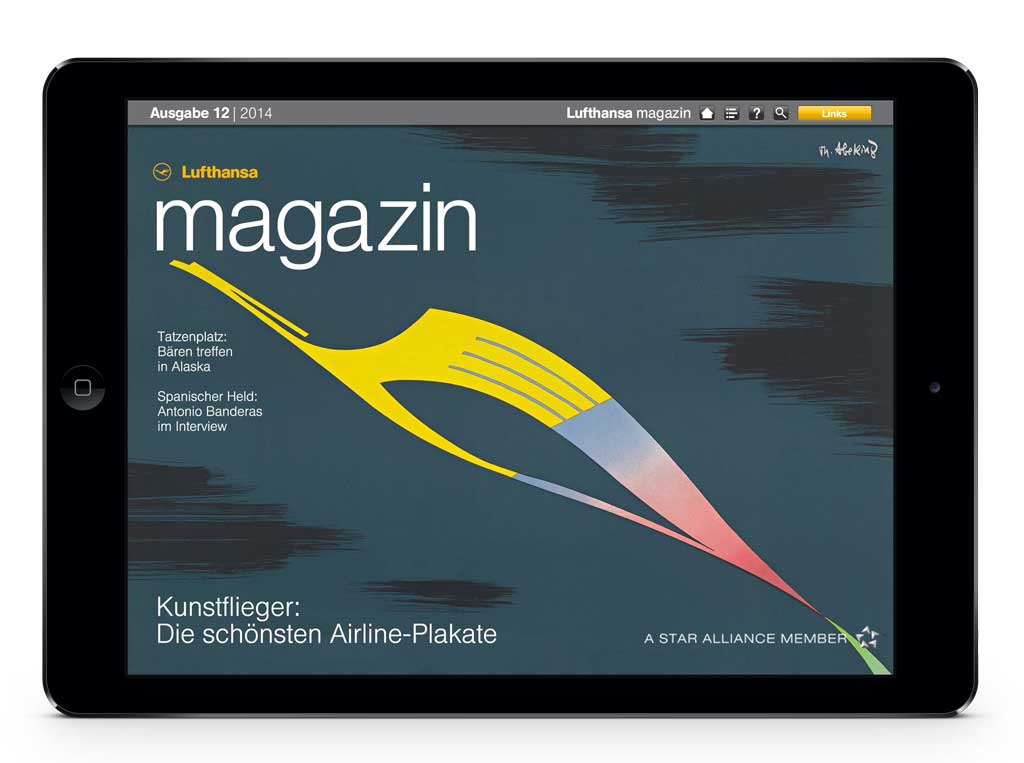 Ausgabe 12 | 2014
Lufthansa magazin
?
Links
Th. Abeking
Lufthansa
magazin
Tatzenplatz:
Bären treffen
in Alaska
Spanischer Held:
Antonio Banderas
im Interview
Kunstflieger:
Die schönsten Airline-Plakate
A STAR ALLIANCE MEMBER